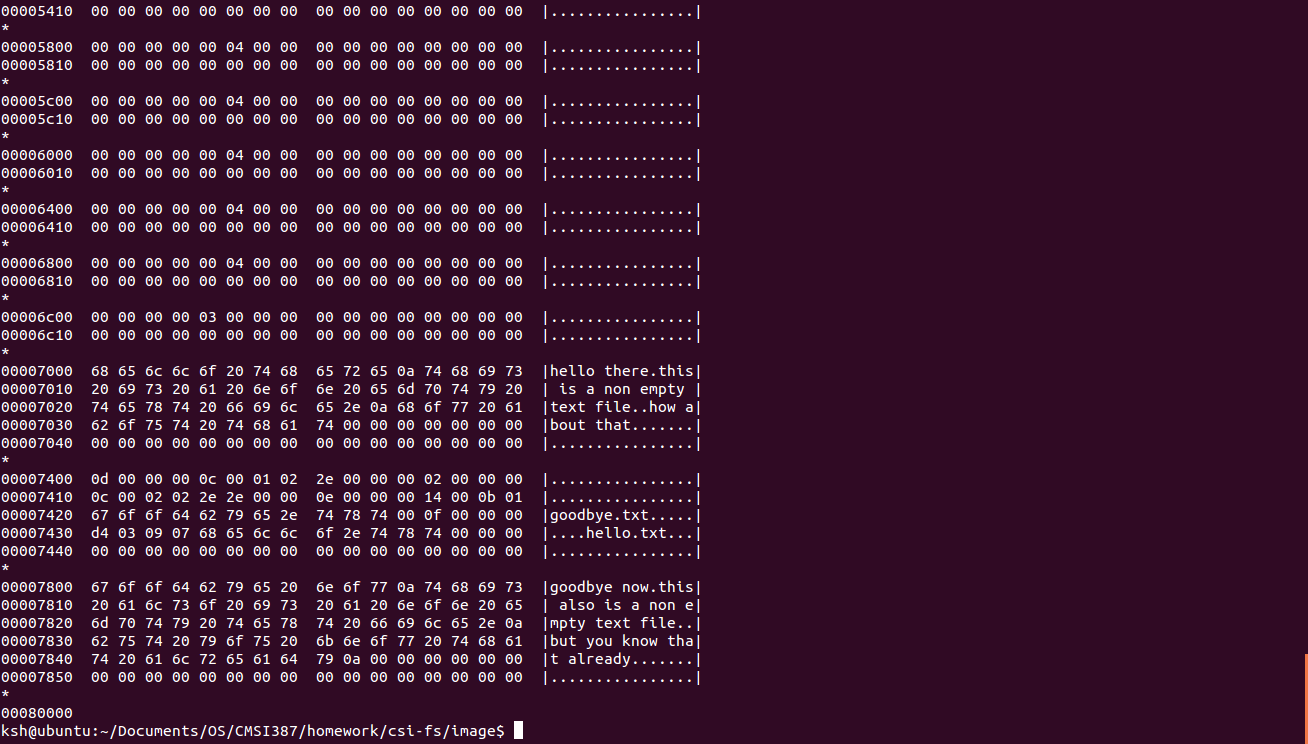 00005410  00 00 00 00 00 00 00 00  00 00 00 00 00 00 00 00  |................|
*
00005800  00 00 00 00 00 04 00 00  00 00 00 00 00 00 00 00  |................|
00005810  00 00 00 00 00 00 00 00  00 00 00 00 00 00 00 00  |................|
*
00005c00  00 00 00 00 00 04 00 00  00 00 00 00 00 00 00 00  |................|
00005c10  00 00 00 00 00 00 00 00  00 00 00 00 00 00 00 00  |................|
*
00006000  00 00 00 00 00 04 00 00  00 00 00 00 00 00 00 00  |................|
00006010  00 00 00 00 00 00 00 00  00 00 00 00 00 00 00 00  |................|
*
00006400  00 00 00 00 00 04 00 00  00 00 00 00 00 00 00 00  |................|
00006410  00 00 00 00 00 00 00 00  00 00 00 00 00 00 00 00  |................|
*
00006800  00 00 00 00 00 04 00 00  00 00 00 00 00 00 00 00  |................|
00006810  00 00 00 00 00 00 00 00  00 00 00 00 00 00 00 00  |................|
*
00006c00  00 00 00 00 03 00 00 00  00 00 00 00 00 00 00 00  |................|
00006c10  00 00 00 00 00 00 00 00  00 00 00 00 00 00 00 00  |................|
*
00007000  68 65 6c 6c 6f 20 74 68  65 72 65 0a 74 68 69 73  |hello there.this|
00007010  20 69 73 20 61 20 6e 6f  6e 20 65 6d 70 74 79 20  | is a non empty |
00007020  74 65 78 74 20 66 69 6c  65 2e 0a 68 6f 77 20 61  |text file..how a|
00007030  62 6f 75 74 20 74 68 61  74 00 00 00 00 00 00 00  |bout that.......|
00007040  00 00 00 00 00 00 00 00  00 00 00 00 00 00 00 00  |................|
*
00007400  0d 00 00 00 0c 00 01 02  2e 00 00 00 02 00 00 00  |................|
00007410  0c 00 02 02 2e 2e 00 00  0e 00 00 00 14 00 0b 01  |................|
00007420  67 6f 6f 64 62 79 65 2e  74 78 74 00 0f 00 00 00  |goodbye.txt.....|
00007430  d4 03 09 07 68 65 6c 6c  6f 2e 74 78 74 00 00 00  |....hello.txt...|
00007440  00 00 00 00 00 00 00 00  00 00 00 00 00 00 00 00  |................|
*
00007800  67 6f 6f 64 62 79 65 20  6e 6f 77 0a 74 68 69 73  |goodbye now.this|
00007810  20 61 6c 73 6f 20 69 73  20 61 20 6e 6f 6e 20 65  | also is a non e|
00007820  6d 70 74 79 20 74 65 78  74 20 66 69 6c 65 2e 0a  |mpty text file..|
00007830  62 75 74 20 79 6f 75 20  6b 6e 6f 77 20 74 68 61  |but you know tha|
00007840  74 20 61 6c 72 65 61 64  79 0a 00 00 00 00 00 00  |t already.......|
00007850  00 00 00 00 00 00 00 00  00 00 00 00 00 00 00 00  |................|
*
00080000
ksh@ubuntu:~/Documents/OS/CMSI387/homework/csi-fs/image$